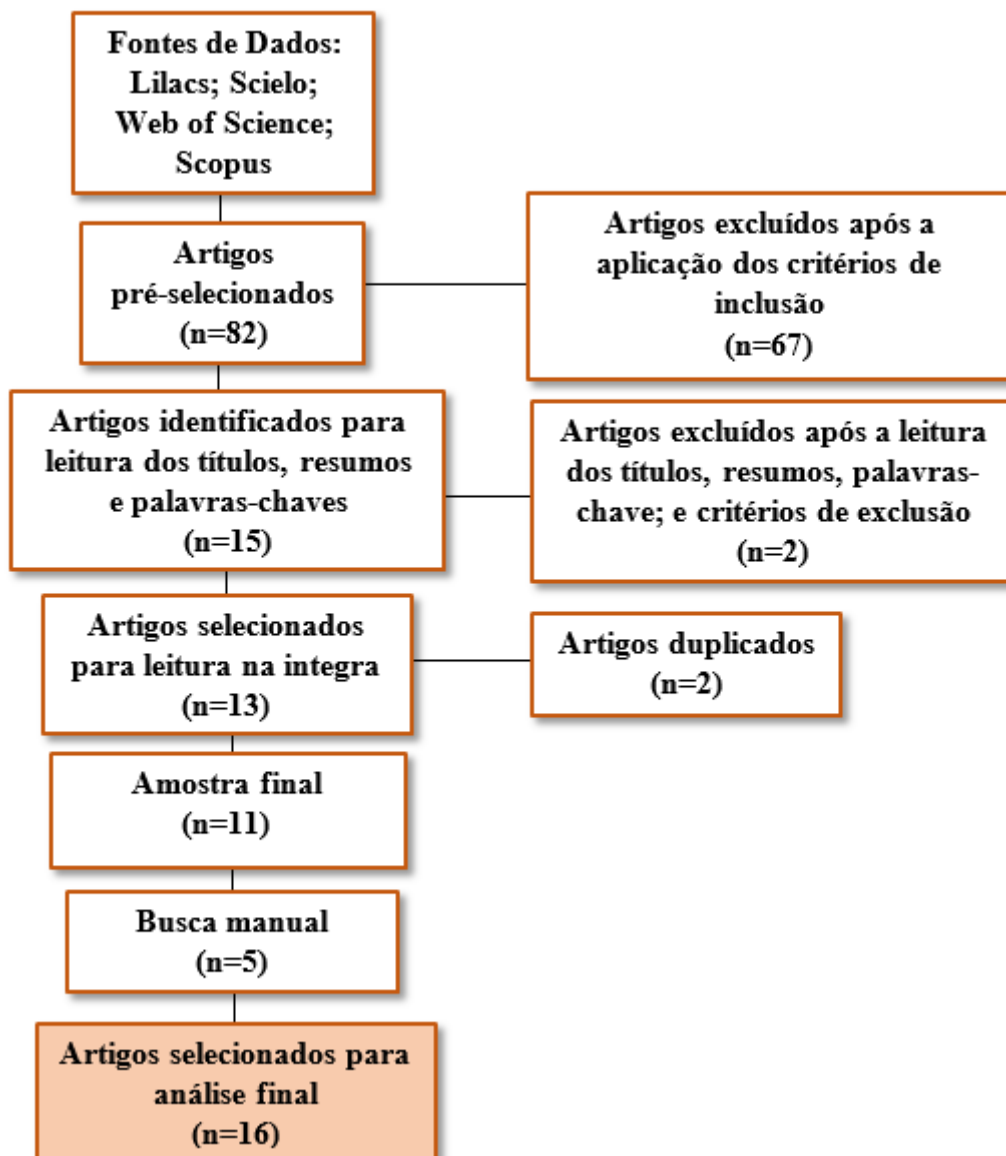 Fontes de Dados:
Lilacs; Scielo;
Web of Science;
Scopus
Artigos
pré-selecionados
(n=82)
Artigos excluídos após a
aplicação dos critérios de
inclusão
(n=67)
Artigos identificados para
leitura dos títulos, resumos
e palavras-chaves
(n=15)
Artigos excluídos após a leitura
dos títulos, resumos, palavras-
chave; e critérios de exclusão
(n=2)
Artigos selecionados
para leitura na integra
(n=13)
Artigos duplicados
(n=2)
Amostra final
(n=11)
Busca manual
(n=5)
Artigos selecionados para
análise final
(n=16)